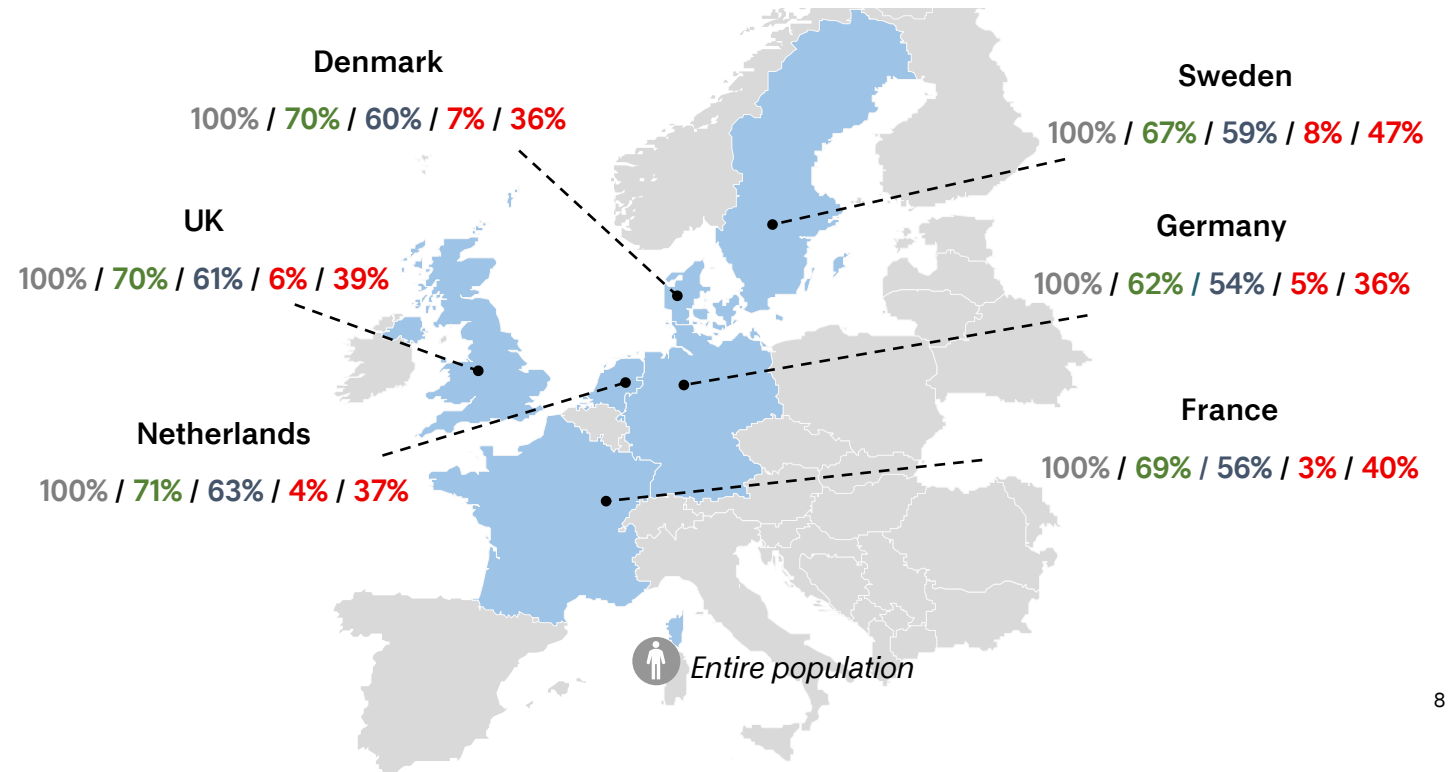 Denmark
100% / 70% / 60% / 7% / 36%
Sweden
100% / 67% / 59% / 8% / 47%
UK
100% / 70% / 61% / 6% / 39%
Germany
100% / 62% / 54% / 5% / 36%
Netherlands
100% / 71% / 63% / 4% / 37%
France
100% / 69% / 56% / 3% / 40%
Entire population
8